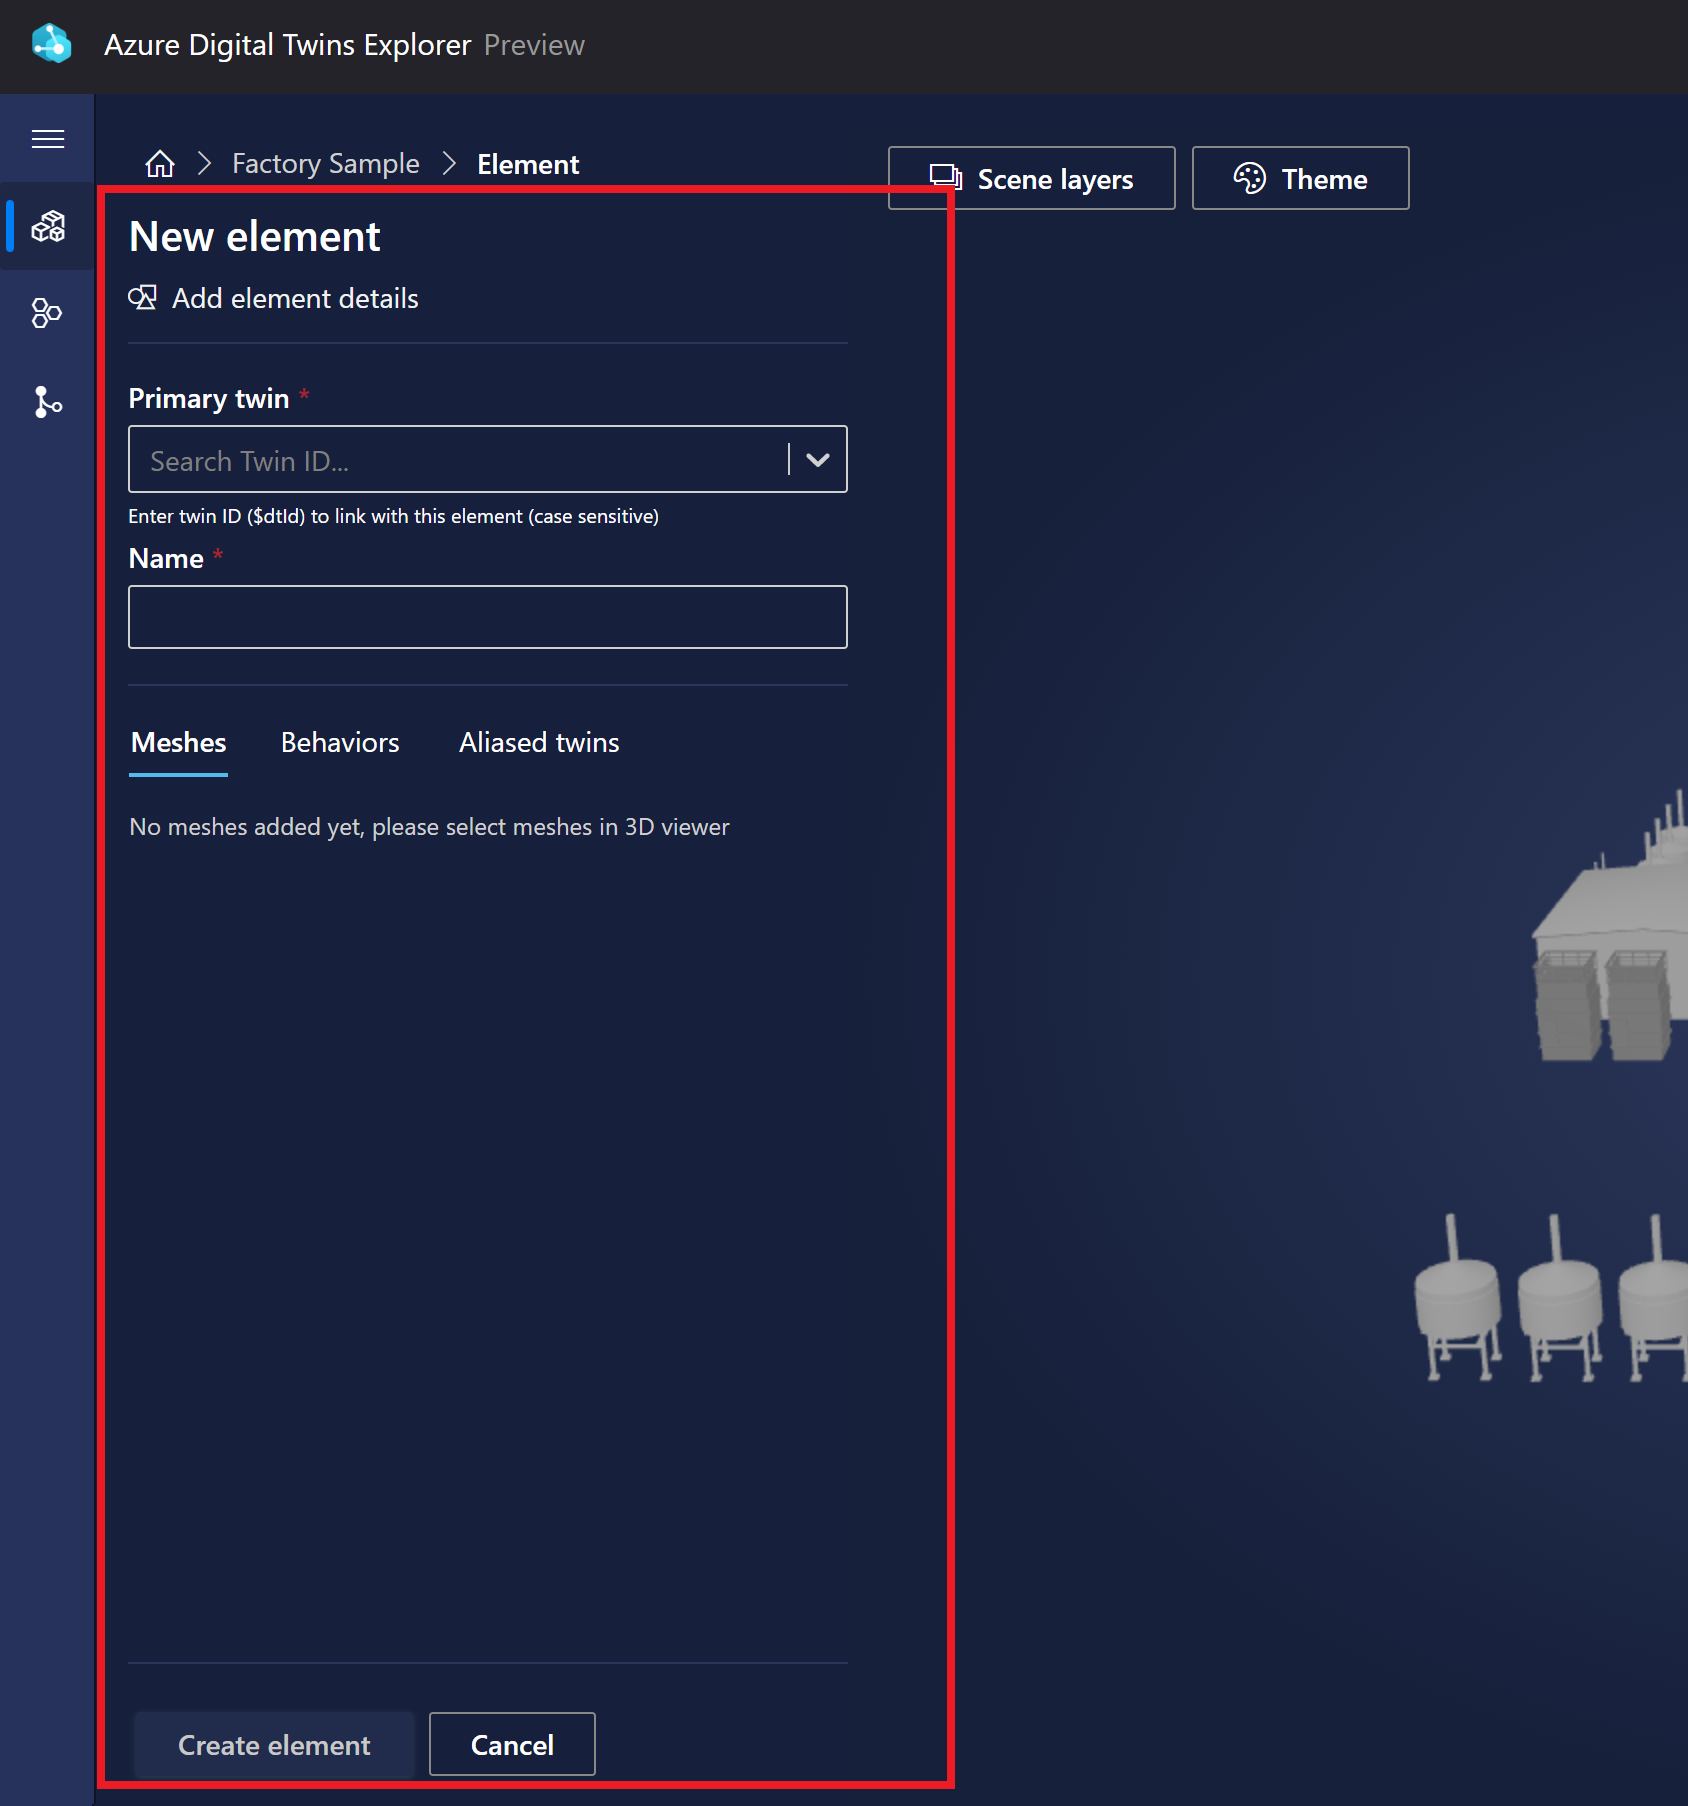 Azure Digital Twins Explorer Preview
Factory Sample Element
Scene layers
Theme
New element
Add element details
Primary twin *
Search Twin ID...
Enter twin ID ($dtId) to link with this element (case sensitive)
Name *
Meshes Behaviors Aliased twins
No meshes added yet, please select meshes in 3D viewer
Create element
Cancel